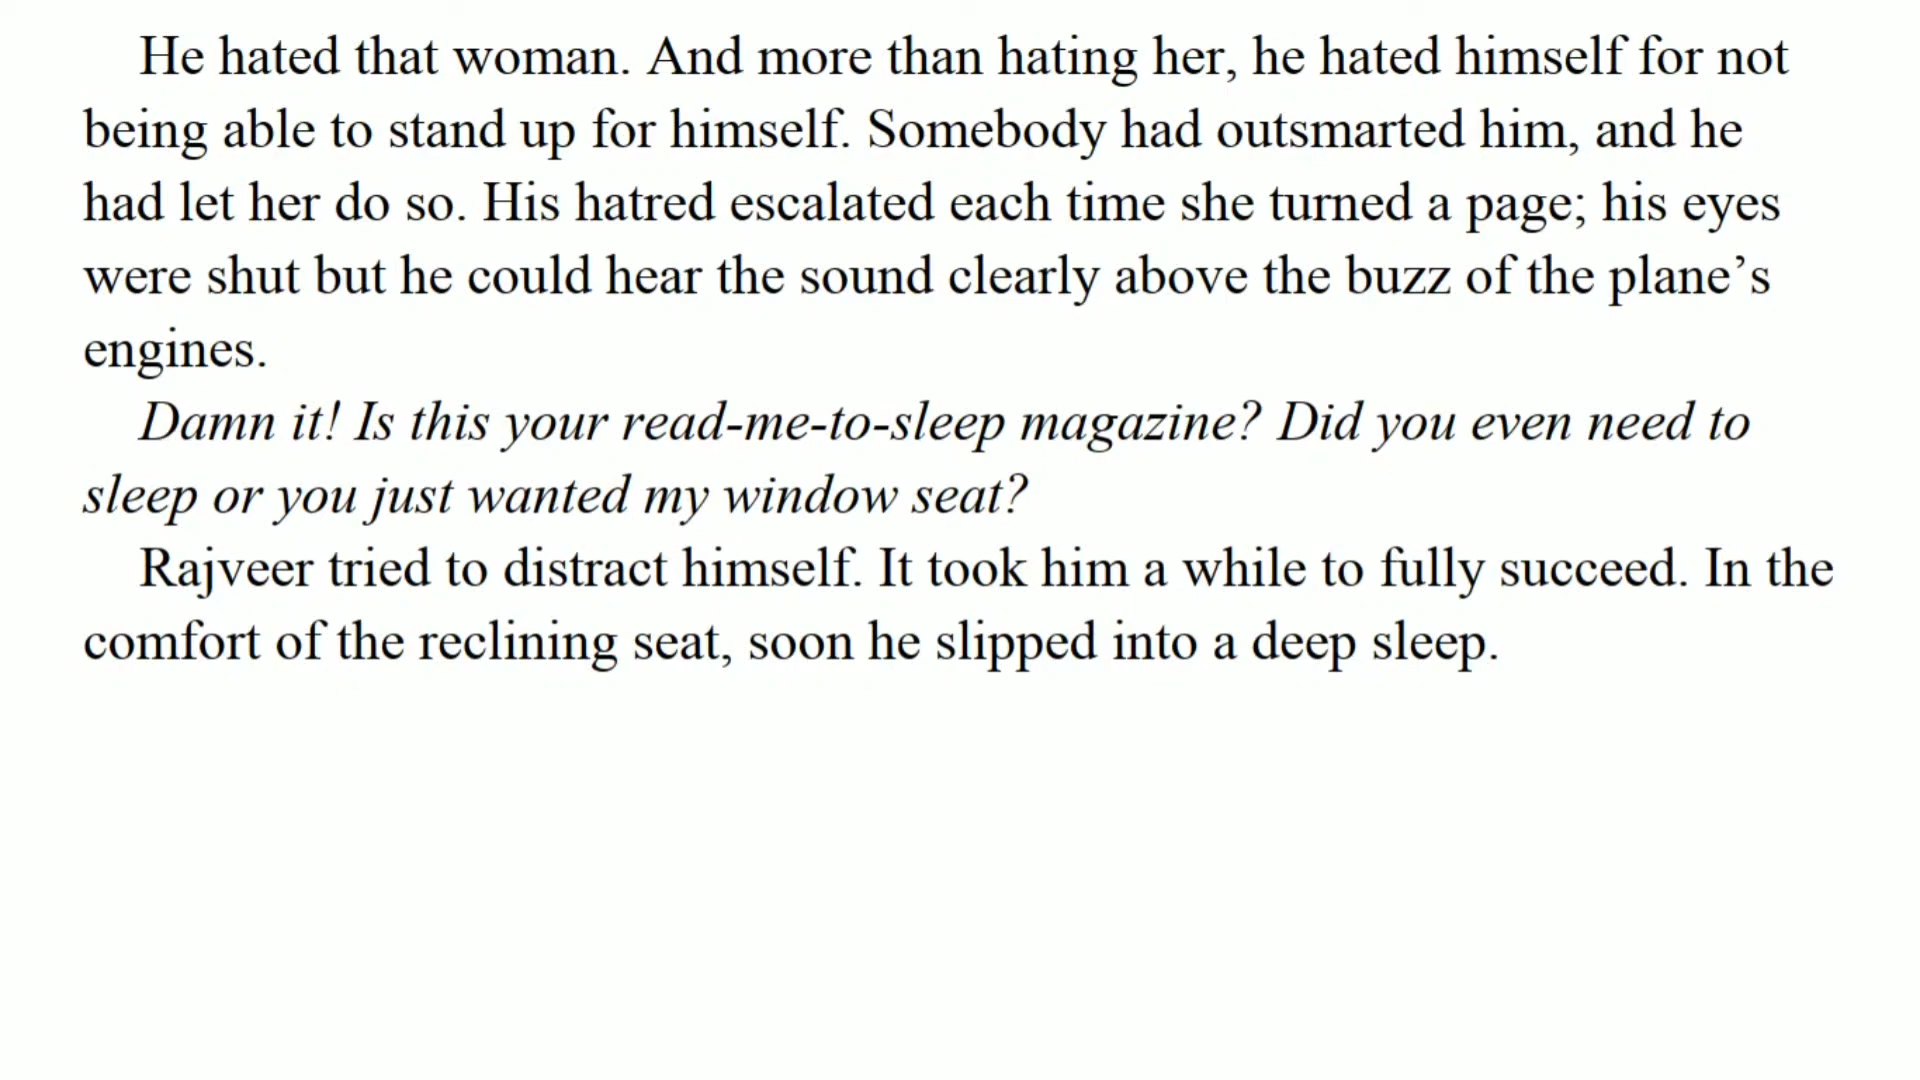 He hated that woman. And more than hating her, he hated himself for not
being able to stand up for himself. Somebody had outsmarted him, and he
had let her do so. His hatred escalated each time she turned a page; his eyes
were shut but he could hear the sound clearly above the buzz of the plane’s
engines.
Damn it! Is this your read-me-to-sleep magazine? Did you even need to
sleep or you just wanted my window seat?
Rajveer tried to distract himself. It took him a while to fully succeed. In the
comfort of the reclining seat, soon he slipped into a deep sleep.